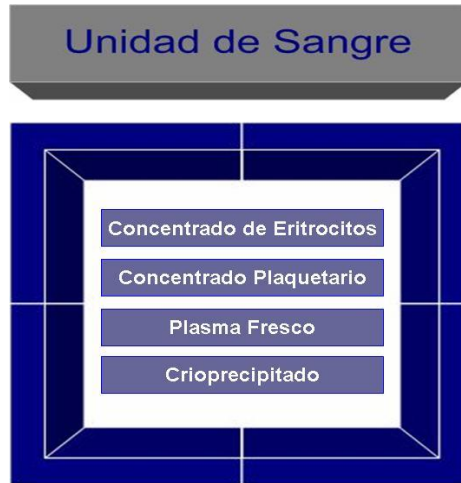 Unidad de Sangre
Concentrado de Eritrocitos
Concentrado Plaquetario
Plasma Fresco
Crioprecipitado